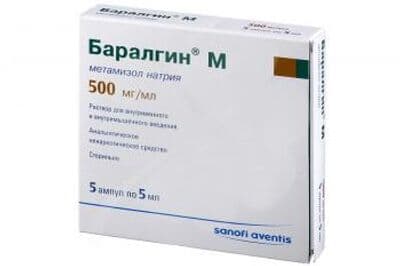 Баралгин® М
метамизол натрия
500 мг/мл
Раствор для внутривенного
и внутримышечного введения
Анальгетическое
ненаркотическое средство
Стерильно
5 ампул по 5 мл
sanofi aventis
Баралгин® М